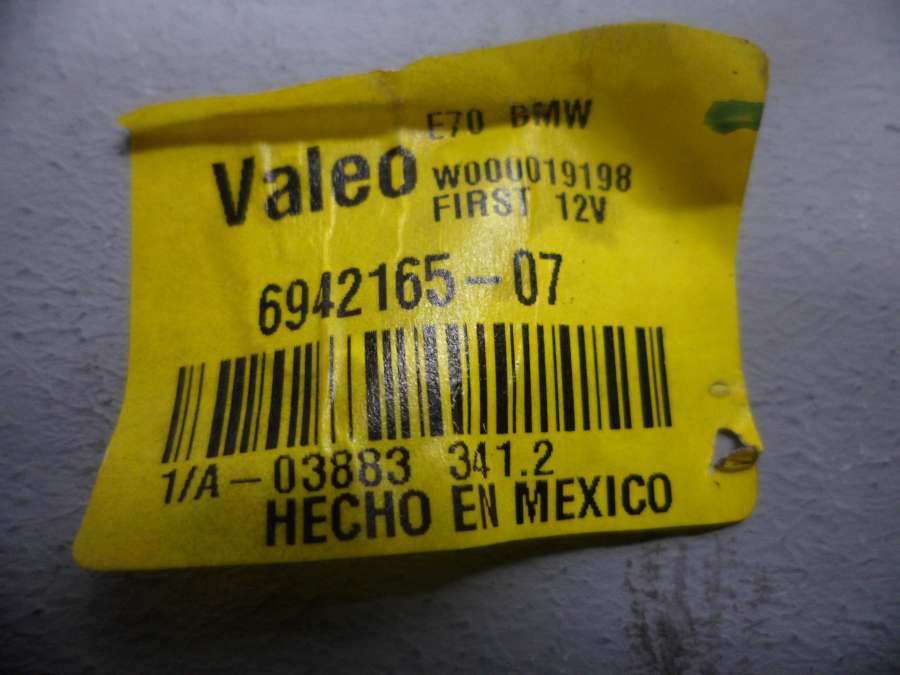 E70 BMW
Valeo W000019198
FIRST 12V
6942165-07
1/A-03883 341.2
HECHO EN MEXICO